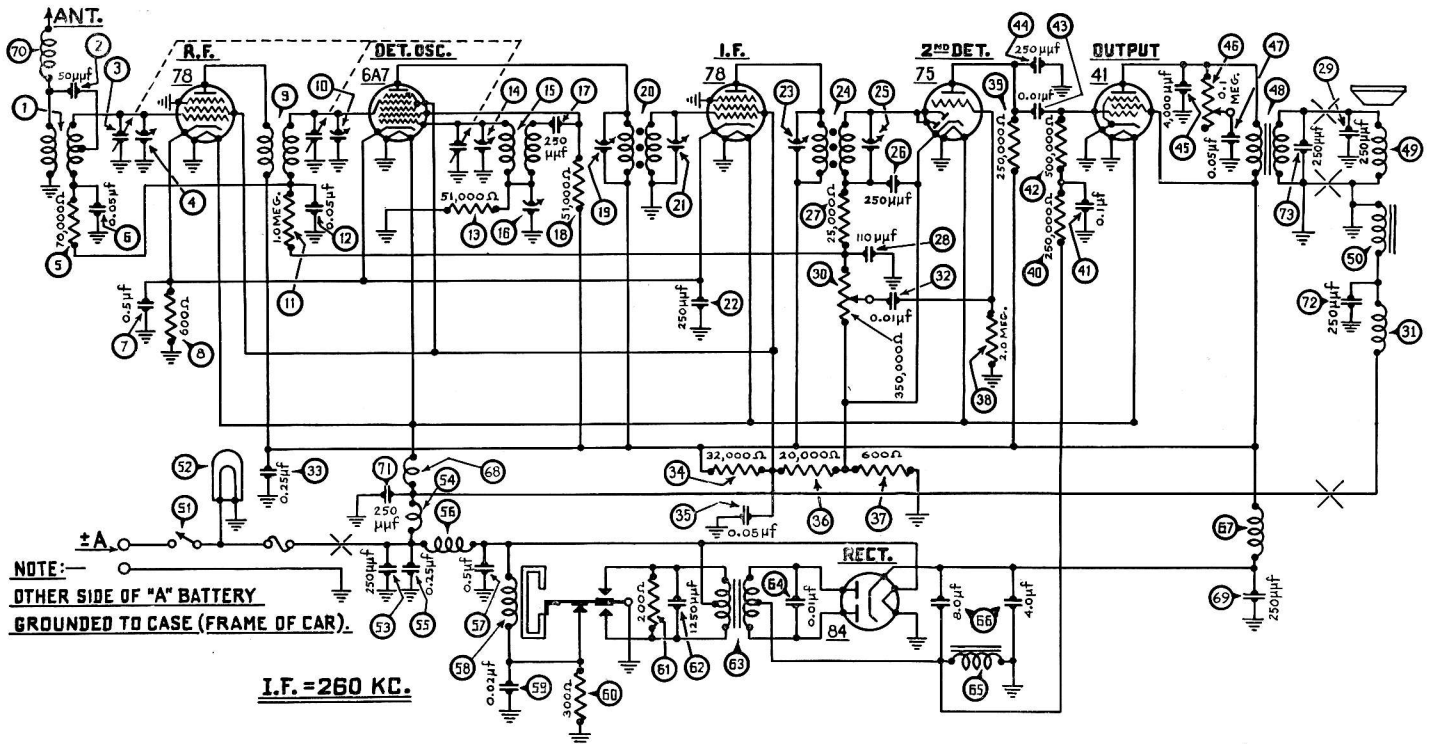 ANT.
70
2
3
50μμf
1
R.F.
78
9
10
DET. OSC.
6A7
14
15
17
250 μμf
20
I.F.
78
23
24
25
2ND DET.
75
44
43
250 μμf
39
0.01μf
OUTPUT
41
46
47
4,000μμf
0.1 MEG.
45
0.05μf
48
29
250μμf
250μμf
73
49
4
70,000Ω
0.05μf
6
5
1.0 MEG.
0.05μf
12
11
51,000Ω
13
16
51,000Ω
18
19
21
26
250μμf
27
25,000Ω
110μμf
28
30
32
0.01μf
350,000Ω
2.0 MEG.
38
250,000Ω
500,000Ω
42
0.1μf
250,000Ω
40
41
50
72
250μμf
31
0.5μf
7
600Ω
8
250μμf
22
52
51
33
0.25μf
68
71
250 μμf
54
56
32,000Ω
20,000Ω
600Ω
34
35
0.05μf
36
37
67
69
250μμf
±A
NOTE:—
OTHER SIDE OF "A" BATTERY
GROUNDED TO CASE (FRAME OF CAR).
250μμf
0.25μf
53
55
0.5μf
57
58
0.02μf
59
300Ω
60
200Ω
61
1250μμf
62
63
64
0.01μf
RECT.
84
8.0μf
66
4.0μf
65
I.F.=260 KC.